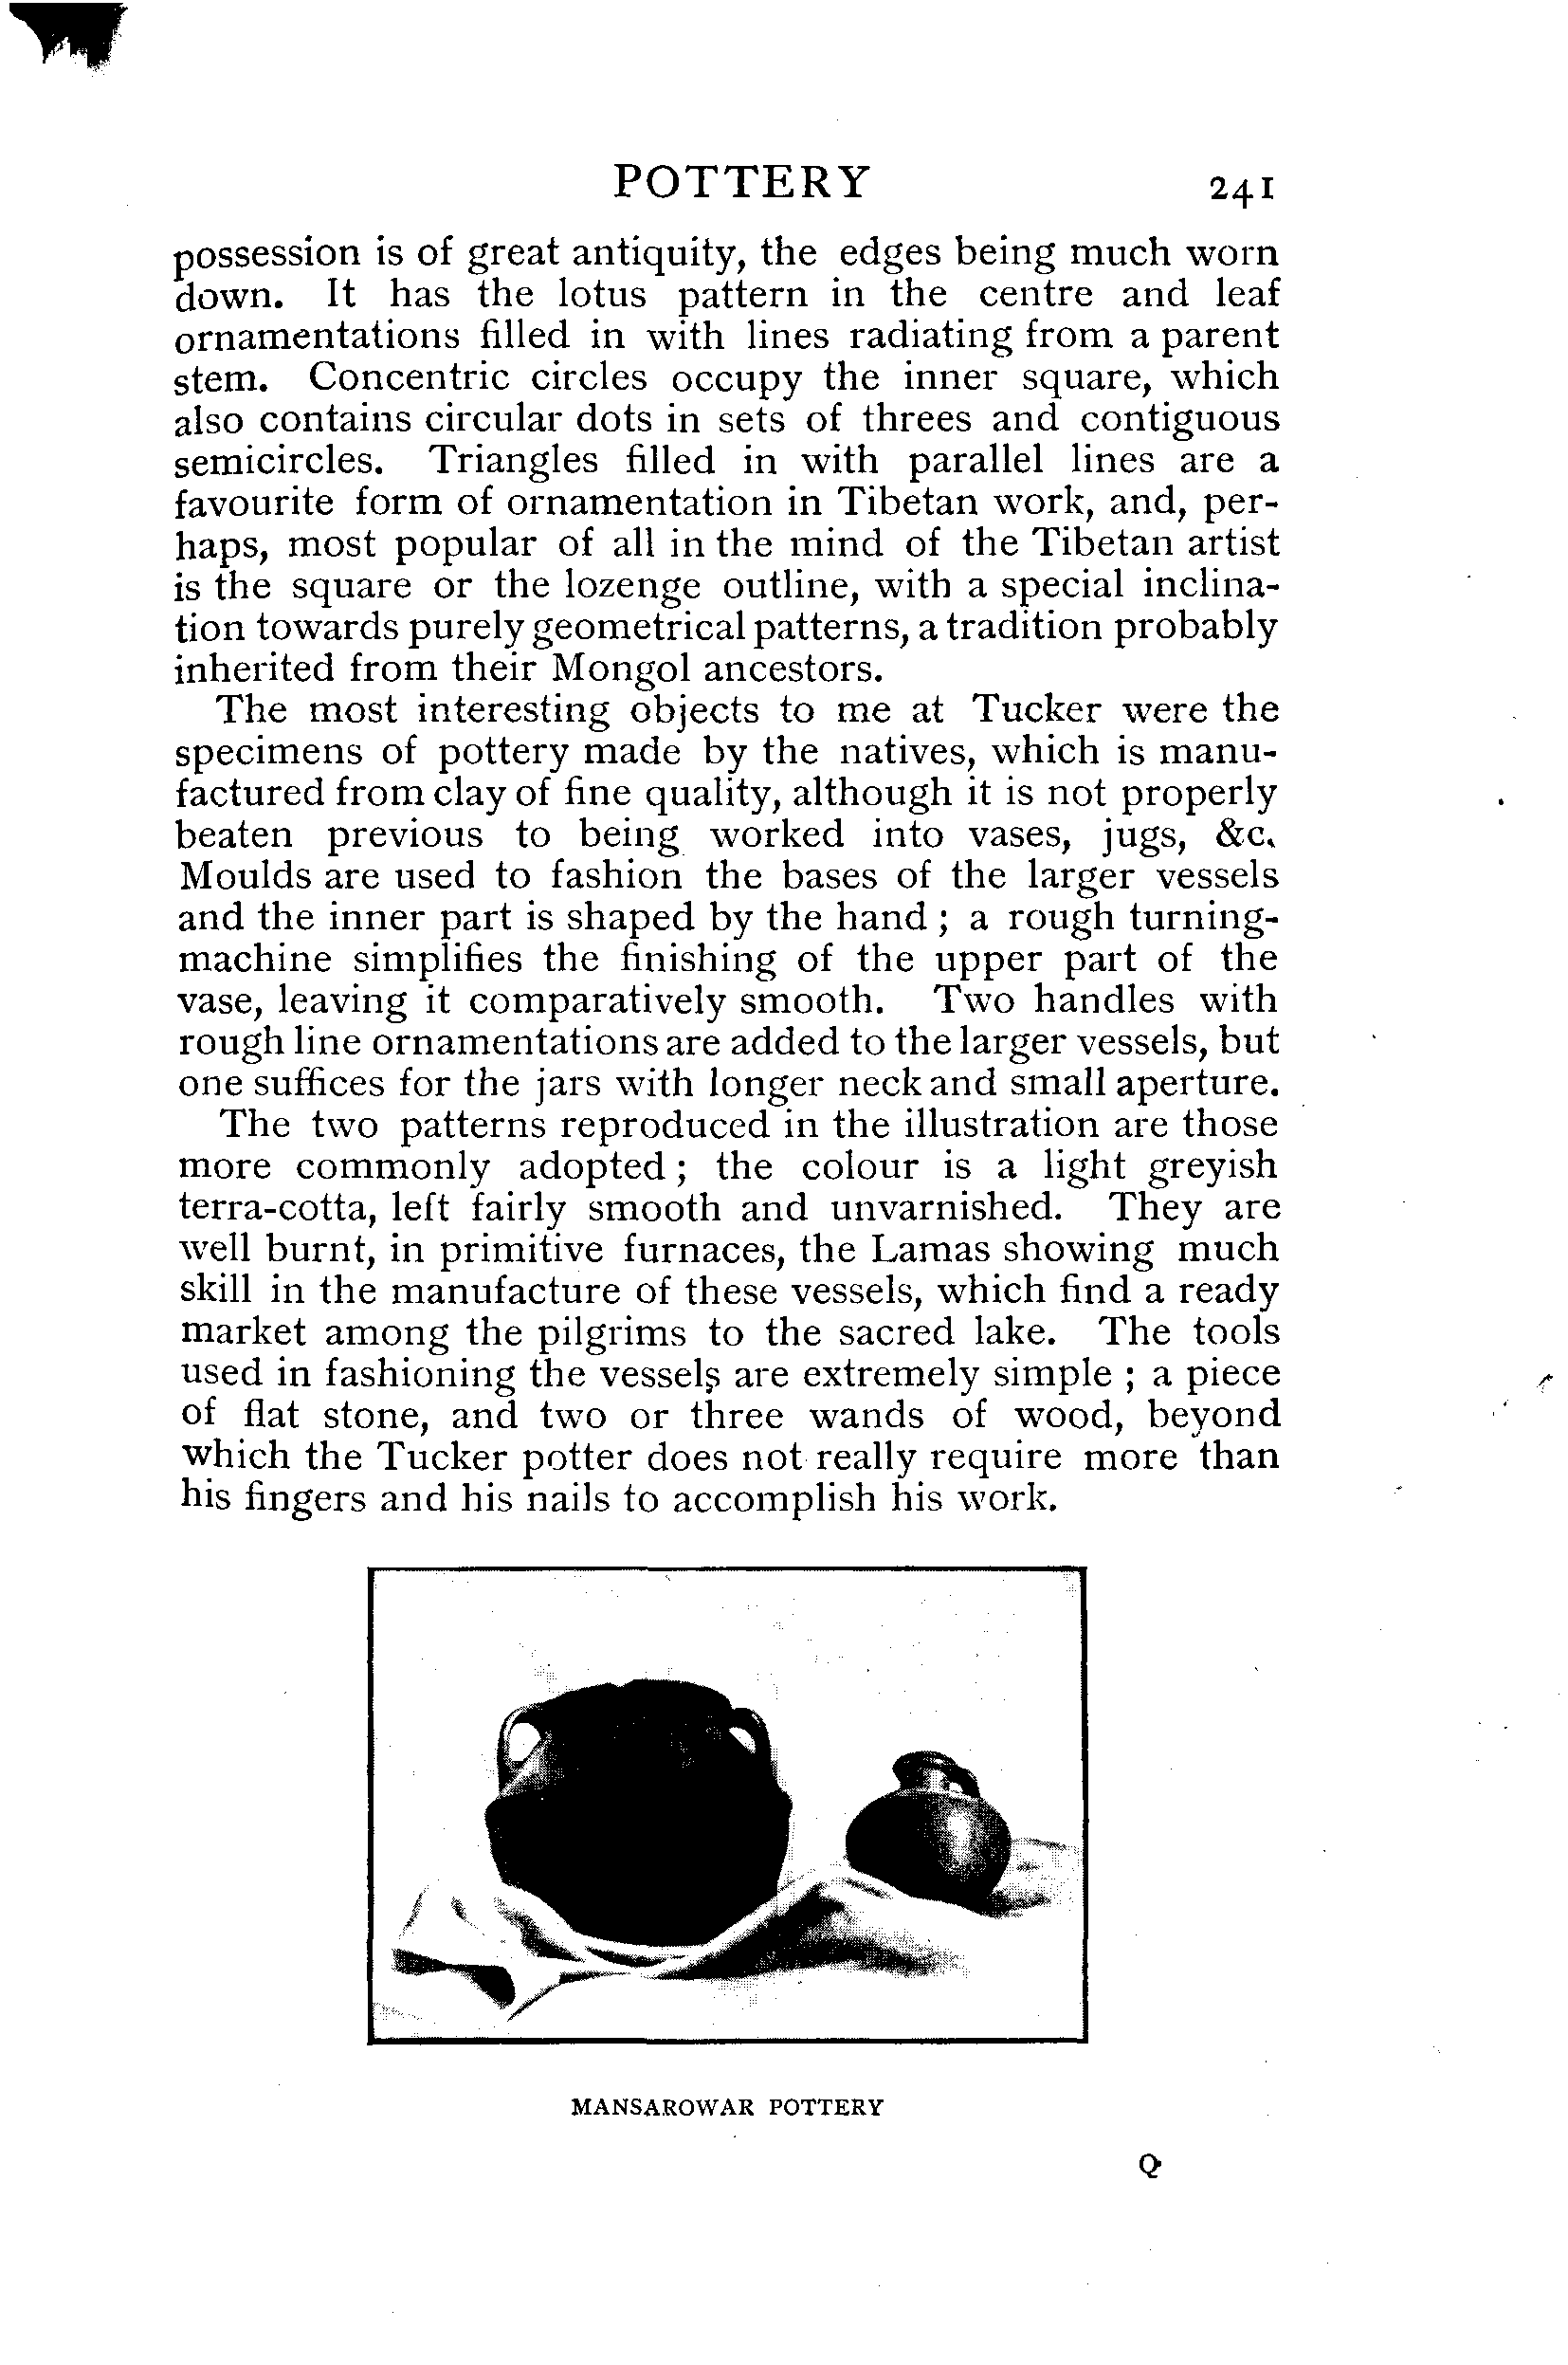 POTTERY 241
possession is of great antiquity, the edges being much worn
down. It has the lotus pattern in the centre and leaf
ornamentations filled in with lines radiating from a parent
stem. Concentric circles occupy the inner square, which
also contains circular dots in sets of threes and contiguous
semicircles. Triangles filled in with parallel lines are a
favourite form of ornamentation in Tibetan work, and, per-
haps, most popular of all in the mind of the Tibetan artist
is the square or the lozenge outline, with a special inclina-
tion towards purely geometrical patterns, a tradition probably
inherited from their Mongol ancestors.
The most interesting objects to me at Tucker were the
specimens of pottery made by the natives, which is manu-
factured from clay of fine quality, although it is not properly
beaten previous to being worked into vases, jugs, &c.
Moulds are used to fashion the bases of the larger vessels
and the inner part is shaped by the hand ; a rough turning-
machine simplifies the finishing of the upper part of the
vase, leaving it comparatively smooth. Two handles with
rough line ornamentations are added to the larger vessels, but
one suffices for the jars with longer neck and small aperture.
The two patterns reproduced in the illustration are those
more commonly adopted ; the colour is a light greyish
terra-cotta, left fairly smooth and unvarnished. They are
well burnt, in primitive furnaces, the Lamas showing much
skill in the manufacture of these vessels, which find a ready
market among the pilgrims to the sacred lake. The tools
used in fashioning the vessels are extremely simple ; a piece
of flat stone, and two or three wands of wood, beyond
which the Tucker potter does not really require more than
his fingers and his nails to accomplish his work.
MANSAROWAR POTTERY
Q